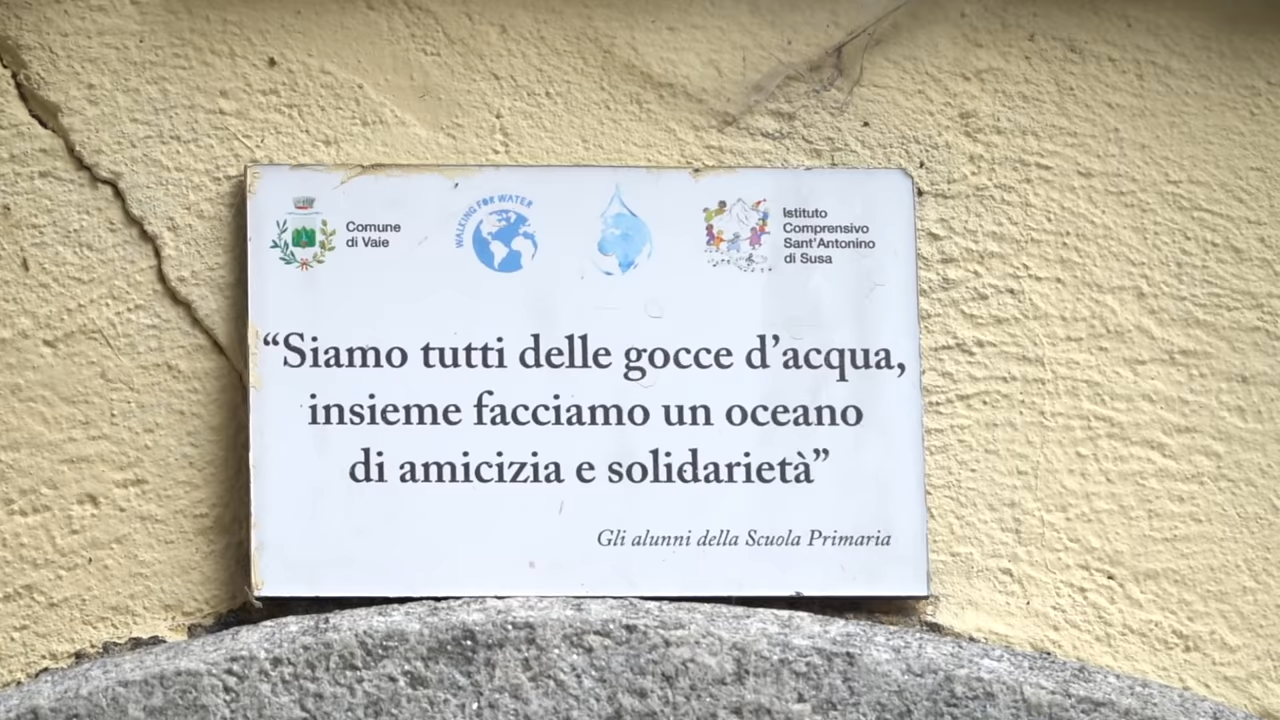 Comune
di Vaie
WALKING FOR WATER
Istituto
Comprensivo
Sant'Antonino
di Susa
“Siamo tutti delle gocce d’acqua,
insieme facciamo un oceano
di amicizia e solidarietà”
Gli alunni della Scuola Primaria